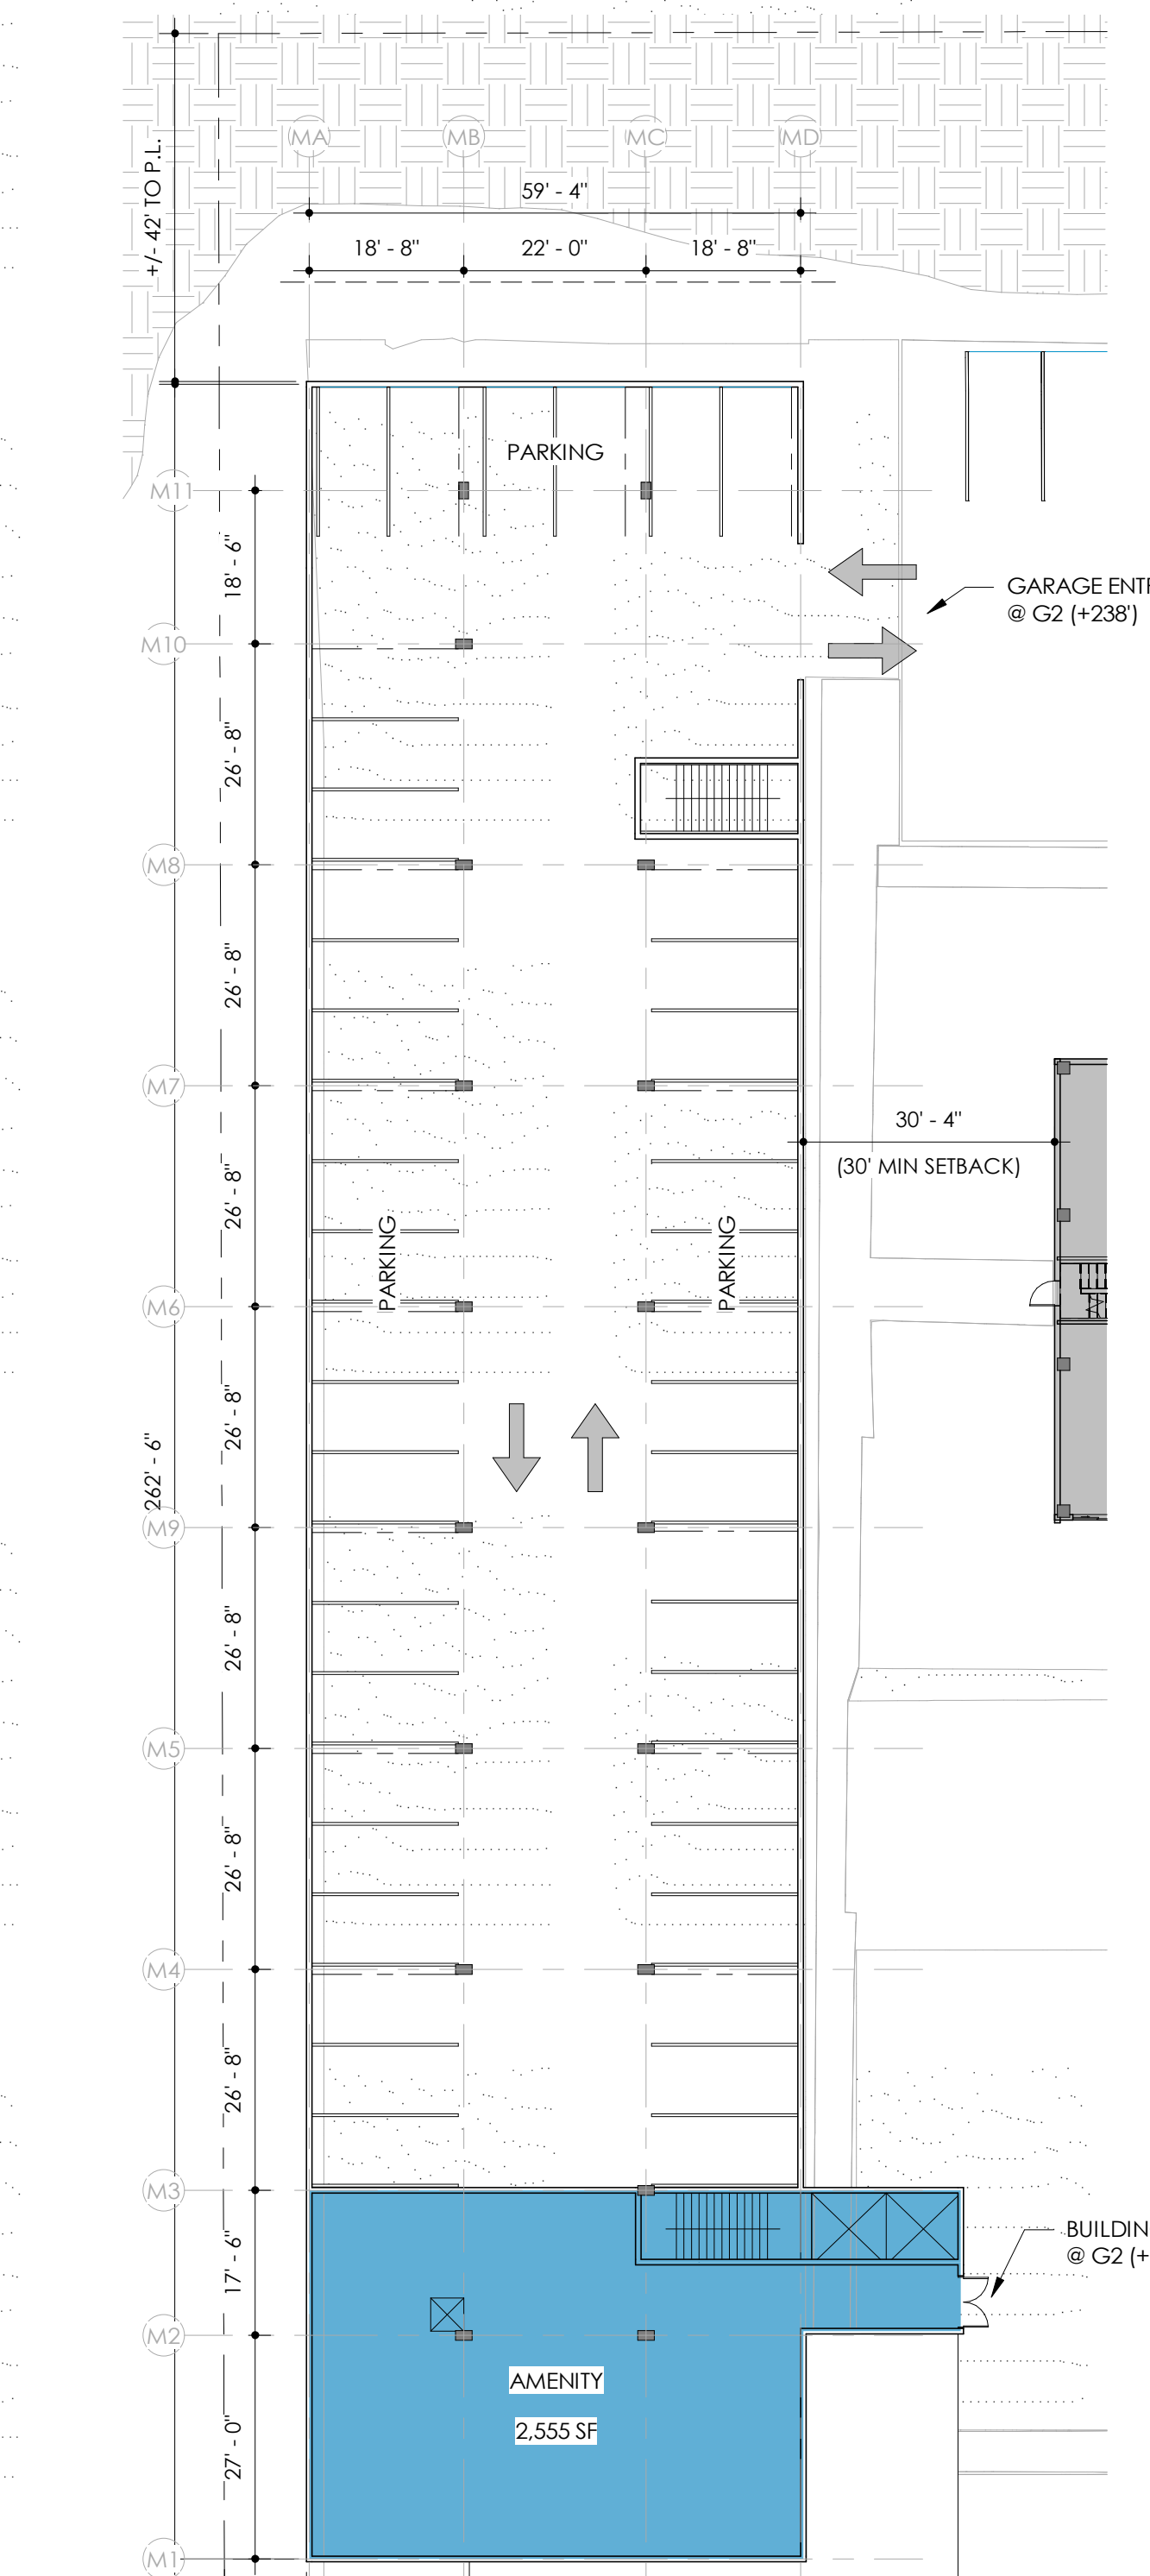 MA
MB
MC
MD
+/- 42' TO P.L.
59' - 4"
18' - 8"
22' - 0"
18' - 8"
PARKING
M11
18' - 6"
GARAGE
@ G2 (+238')
M10
26' - 8"
M8
26' - 8"
M7
30' - 4"
(30' MIN SETBACK)
26' - 8"
PARKING
PARKING
M6
26' - 8"
262' - 6"
M9
26' - 8"
M5
26' - 8"
M4
26' - 8"
M3
17' - 6"
BUILDIN
@ G2 (+
M2
AMENITY
2,555 SF
27' - 0"
M1